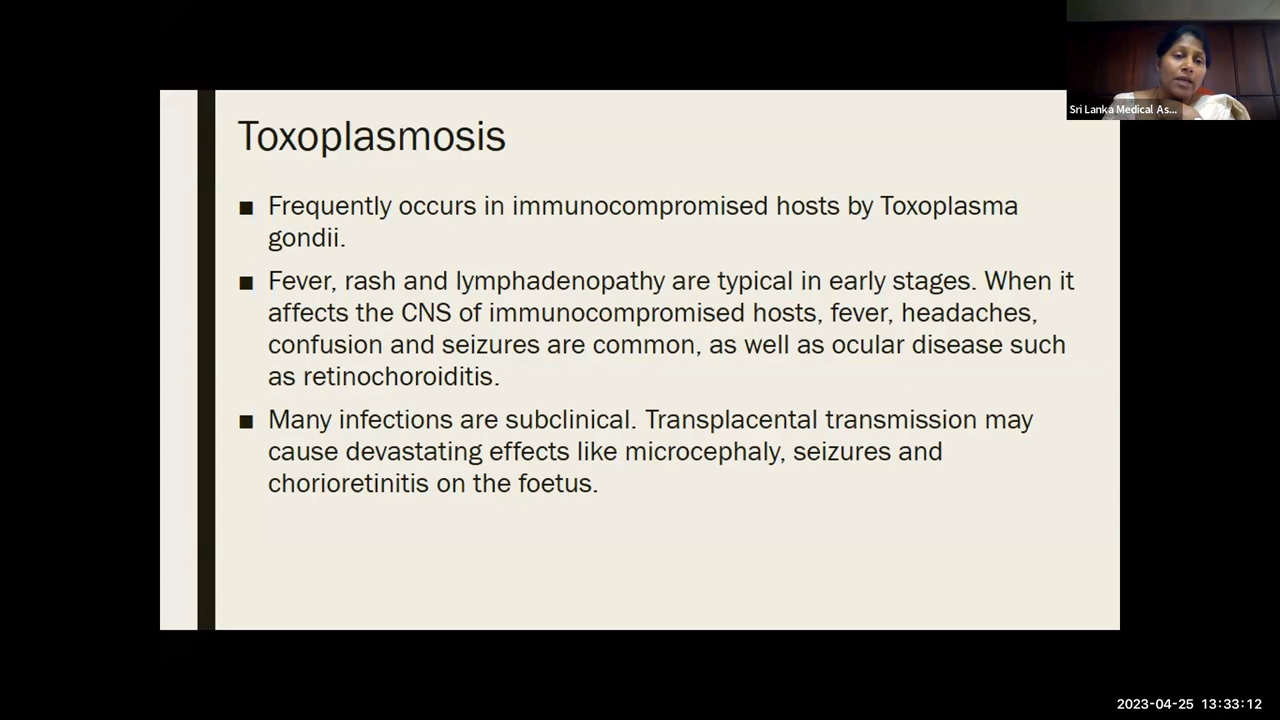 Sri Lanka Medical As...
Toxoplasmosis
■ Frequently occurs in immunocompromised hosts by Toxoplasma
gondii.
■ Fever, rash and lymphadenopathy are typical in early stages. When it
affects the CNS of immunocompromised hosts, fever, headaches,
confusion and seizures are common, as well as ocular disease such
as retinochoroiditis.
■ Many infections are subclinical. Transplacental transmission may
cause devastating effects like microcephaly, seizures and
chorioretinitis on the foetus.
2023-04-25 13:33:12